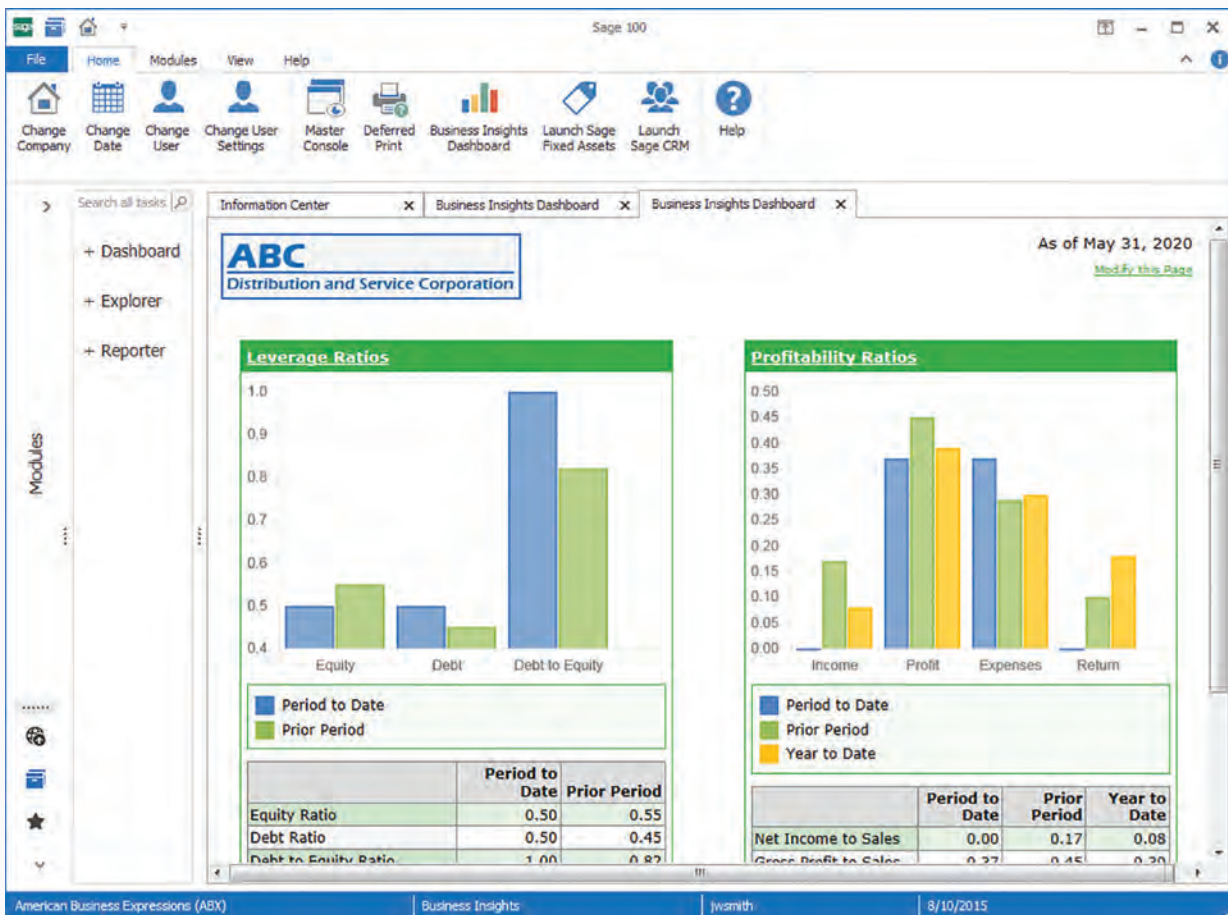 sage
Sage 100
File Home Modules View Help
Change Company
Change Date
Change User
Change User Settings
Master Console
Deferred Print
Business Insights Dashboard
Launch Sage Fixed Assets
Launch Sage CRM
Help
Search all tasks
Information Center
Business Insights Dashboard
Business Insights Dashboard
+ Dashboard
+ Explorer
+ Reporter
Modules
ABC
Distribution and Service Corporation
As of May 31, 2020
Modify this Page
Leverage Ratios
1.0
0.9
0.8
0.7
0.6
0.5
0.4
Equity Debt Debt to Equity
Period to Date
Prior Period
Period to Date Prior Period
Equity Ratio 0.50 0.55
Debt Ratio 0.50 0.45
Debt to Equity Ratio 1.00 0.82
Profitability Ratios
0.50
0.45
0.40
0.35
0.30
0.25
0.20
0.15
0.10
0.05
0.00
Income Profit Expenses Return
Period to Date
Prior Period
Year to Date
Period to Date Prior Period Year to Date
Net Income to Sales 0.00 0.17 0.08
Gross Profit to Sales 0.37 0.45 0.39
American Business Expressions (ABX) Business Insights jwsmith 8/10/2015